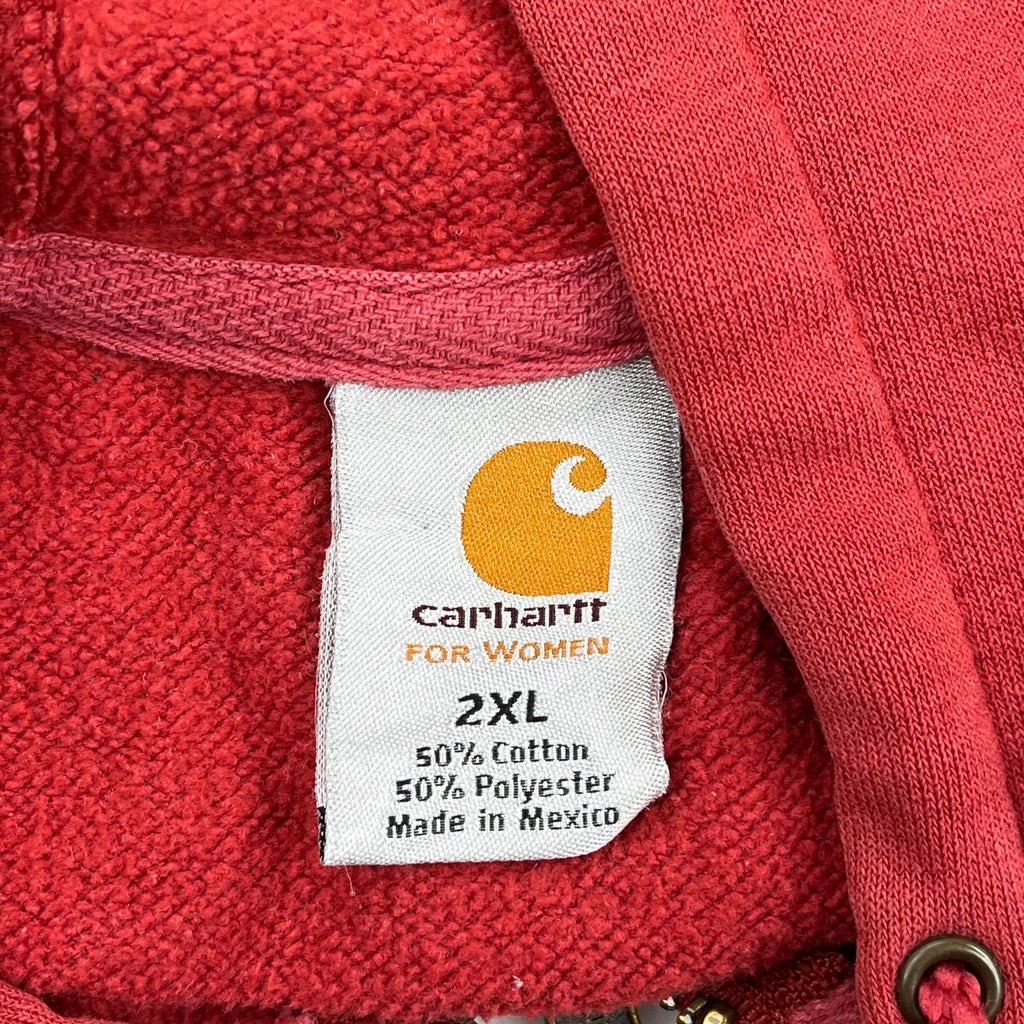 carhartt
FOR WOMEN
2XL
50% Cotton
50% Polyester
Made in Mexico